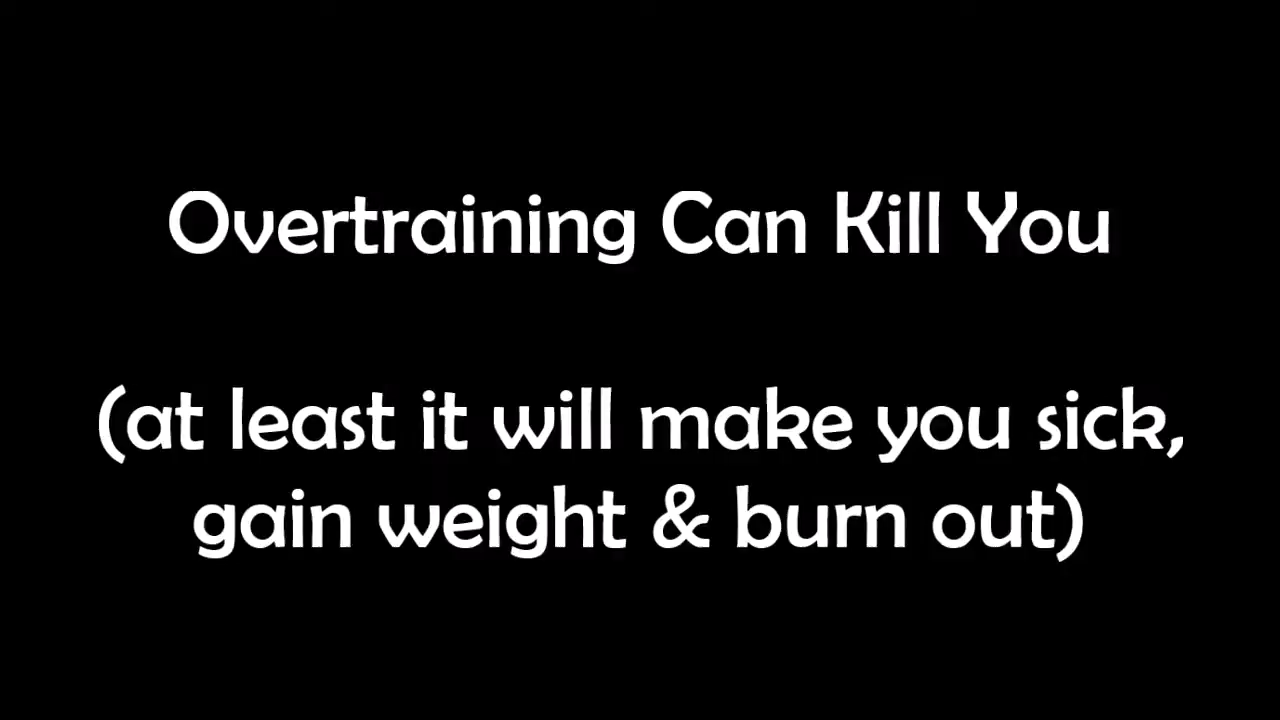 Overtraining Can Kill You
(at least it will make you sick,
gain weight & burn out)